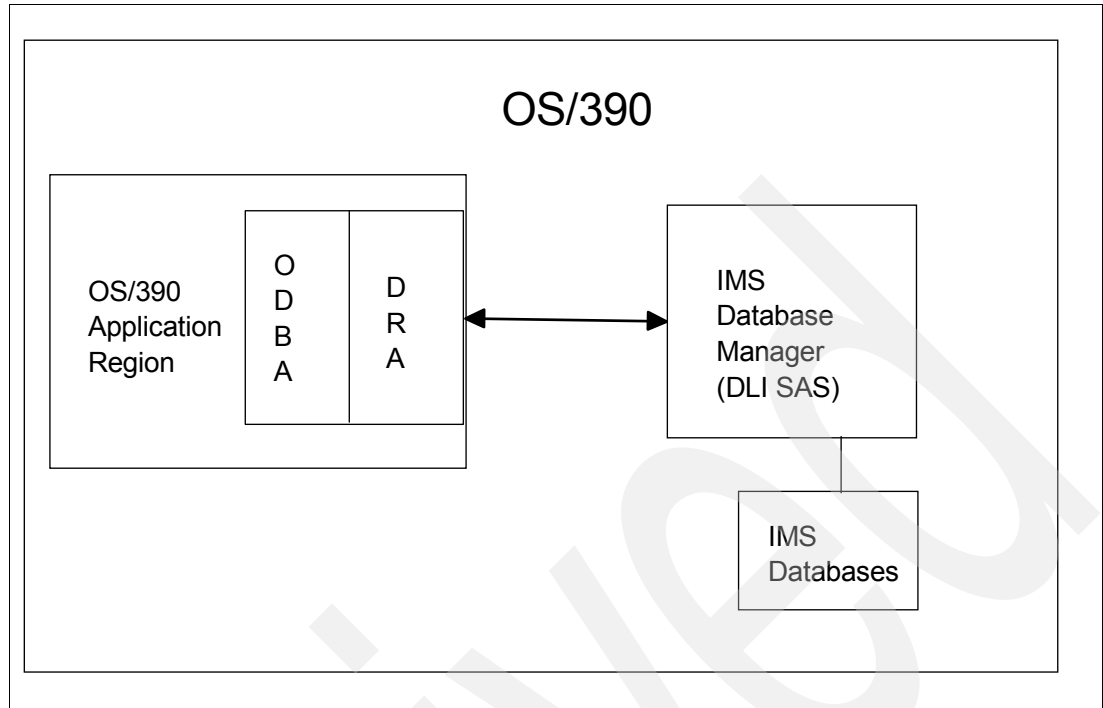 OS/390
OS/390
Application
Region
O
D
B
A
D
R
A
IMS
Database
Manager
(DLI SAS)
IMS
Databases